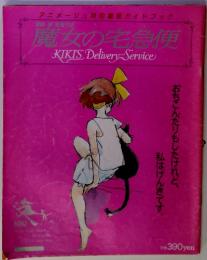 アニメージュ特別編集ガイドブック
魔女の宅急便
KIKI'S Delivery Service
おちこんだりもしたけれど、
私はげんきです。
390yen